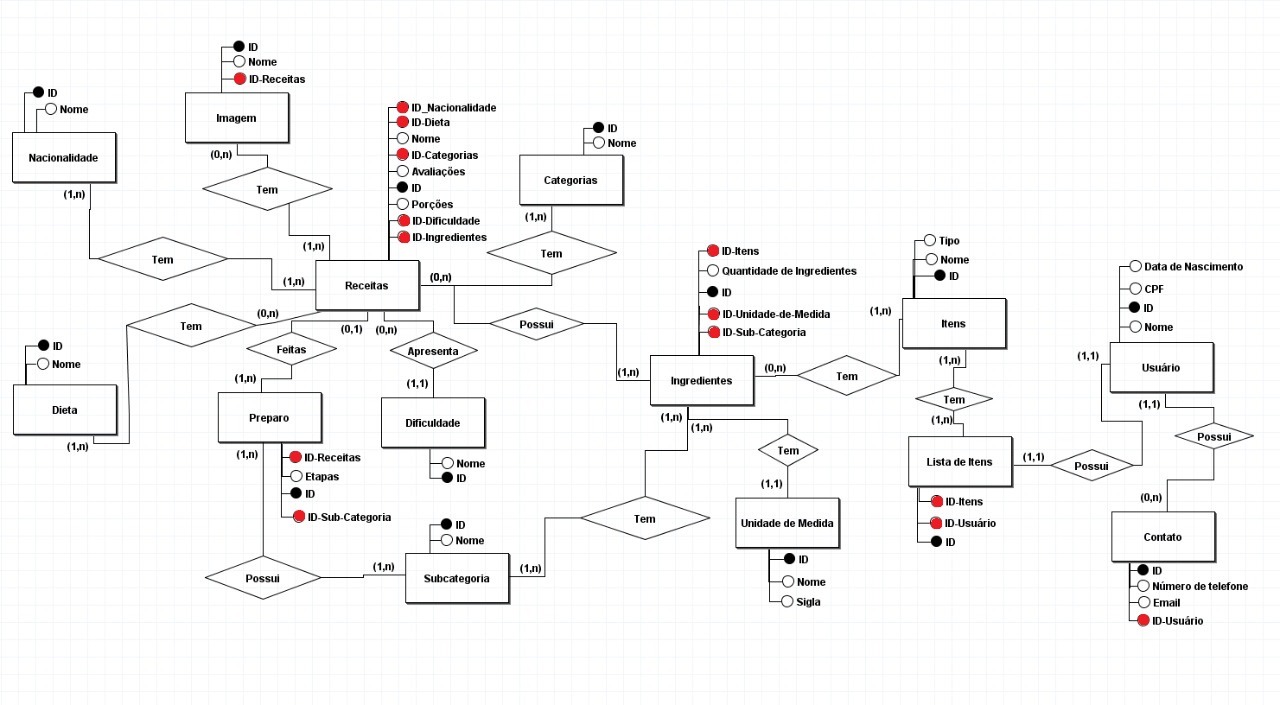 ID
Nome
ID-Receitas
Imagem
(0,n)
Tem
(1,n)
ID
Nome
Nacionalidade
(1,n)
Tem
(1,n)
ID_Nacionalidade
ID-Dieta
Nome
ID-Categorias
Avaliações
ID
Porções
ID-Dificuldade
ID-Ingredientes
Receitas
ID
Nome
Categorias
(1,n)
Tem
(0,n)
Tem
(0,n)
ID
Nome
Dieta
(1,n)
(0,1)
Feitas
(1,n)
Preparo
(1,n)
ID-Receitas
Etapas
ID
ID-Sub-Categoria
(0,n)
Apresenta
(1,1)
Dificuldade
Nome
ID
Possui
(1,n)
Possui
(1,n)
ID
Nome
Subcategoria
(1,n)
Tem
(1,n)
ID-Itens
Quantidade de Ingredientes
ID
ID-Unidade-de-Medida
ID-Sub-Categoria
Ingredientes
(1,n)
Tem
(1,1)
Unidade de Medida
ID
Nome
Sigla
(0,n)
Tem
(1,n)
Tipo
Nome
ID
Itens
(1,n)
Tem
(1,n)
Lista de Itens
ID-Itens
ID-Usuário
ID
(1,1)
Possui
(1,1)
Data de Nascimento
CPF
ID
Nome
Usuário
(1,1)
Possui
(0,n)
Contato
ID
Número de telefone
Email
ID-Usuário